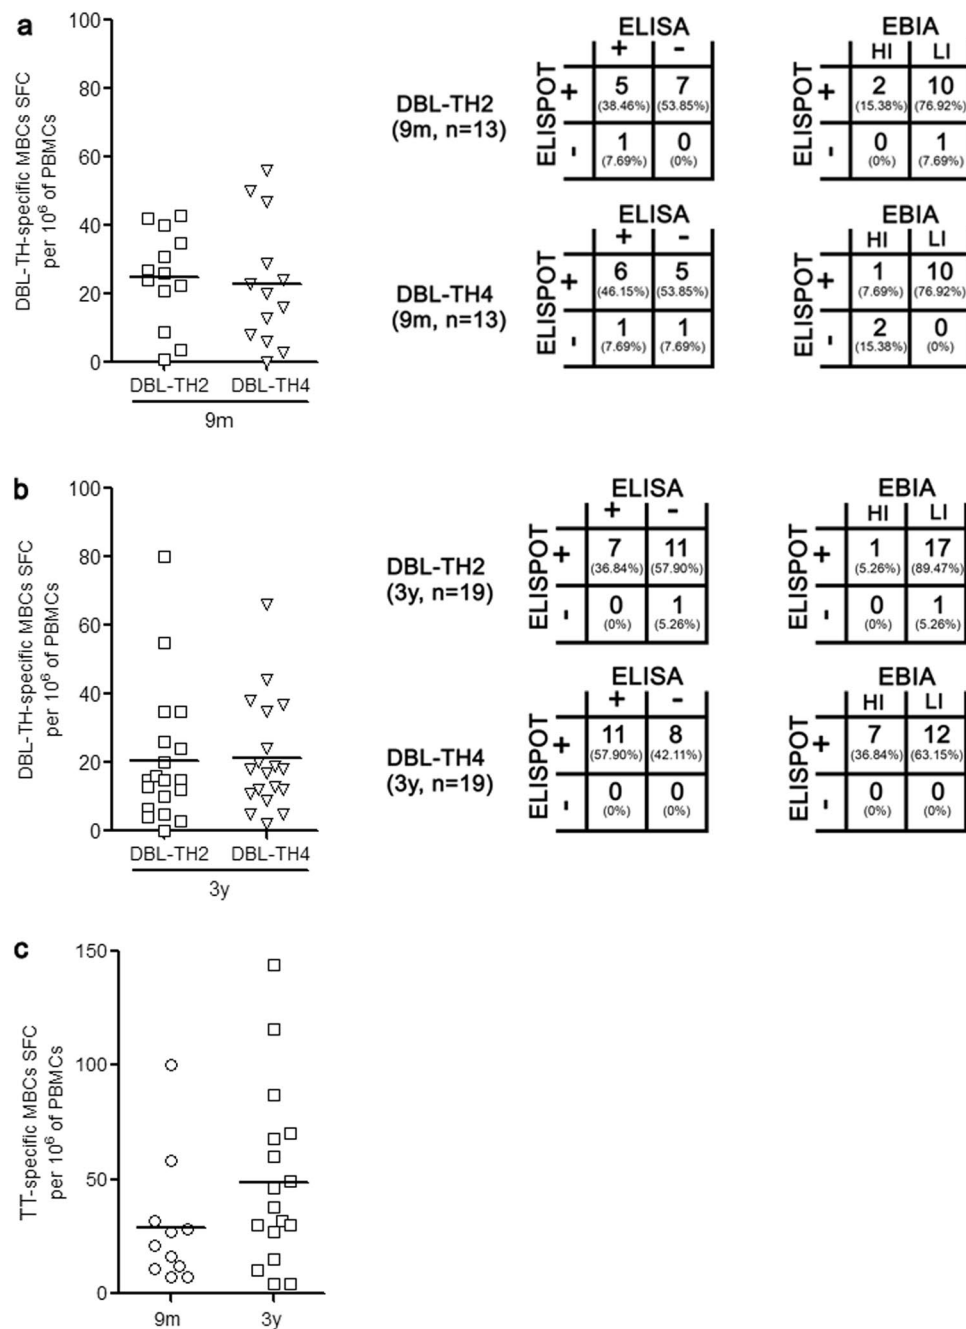 a
DBL-TH-specific MBCs SFC
per 10⁶ of PBMCs
100
80
60
40
20
0
DBL-TH2 DBL-TH4
9m
DBL-TH2
(9m, n=13)
ELISA
+ -
ELISPOT
+ 5 7
(38.46%) (53.85%)
- 1 0
(7.69%) (0%)
EBIA
HI LI
ELISPOT
+ 2 10
(15.38%) (76.92%)
- 0 1
(0%) (7.69%)
DBL-TH4
(9m, n=13)
ELISA
+ -
ELISPOT
+ 6 5
(46.15%) (53.85%)
- 1 1
(7.69%) (7.69%)
EBIA
HI LI
ELISPOT
+ 1 10
(7.69%) (76.92%)
- 2 0
(15.38%) (0%)
b
DBL-TH-specific MBCs SFC
per 10⁶ of PBMCs
100
80
60
40
20
0
DBL-TH2 DBL-TH4
3y
DBL-TH2
(3y, n=19)
ELISA
+ -
ELISPOT
+ 7 11
(36.84%) (57.90%)
- 0 1
(0%) (5.26%)
EBIA
HI LI
ELISPOT
+ 1 17
(5.26%) (89.47%)
- 0 1
(0%) (5.26%)
DBL-TH4
(3y, n=19)
ELISA
+ -
ELISPOT
+ 11 8
(57.90%) (42.11%)
- 0 0
(0%) (0%)
EBIA
HI LI
ELISPOT
+ 7 12
(36.84%) (63.15%)
- 0 0
(0%) (0%)
c
TT-specific MBCs SFC
per 10⁶ of PBMCs
150
100
50
0
9m 3y